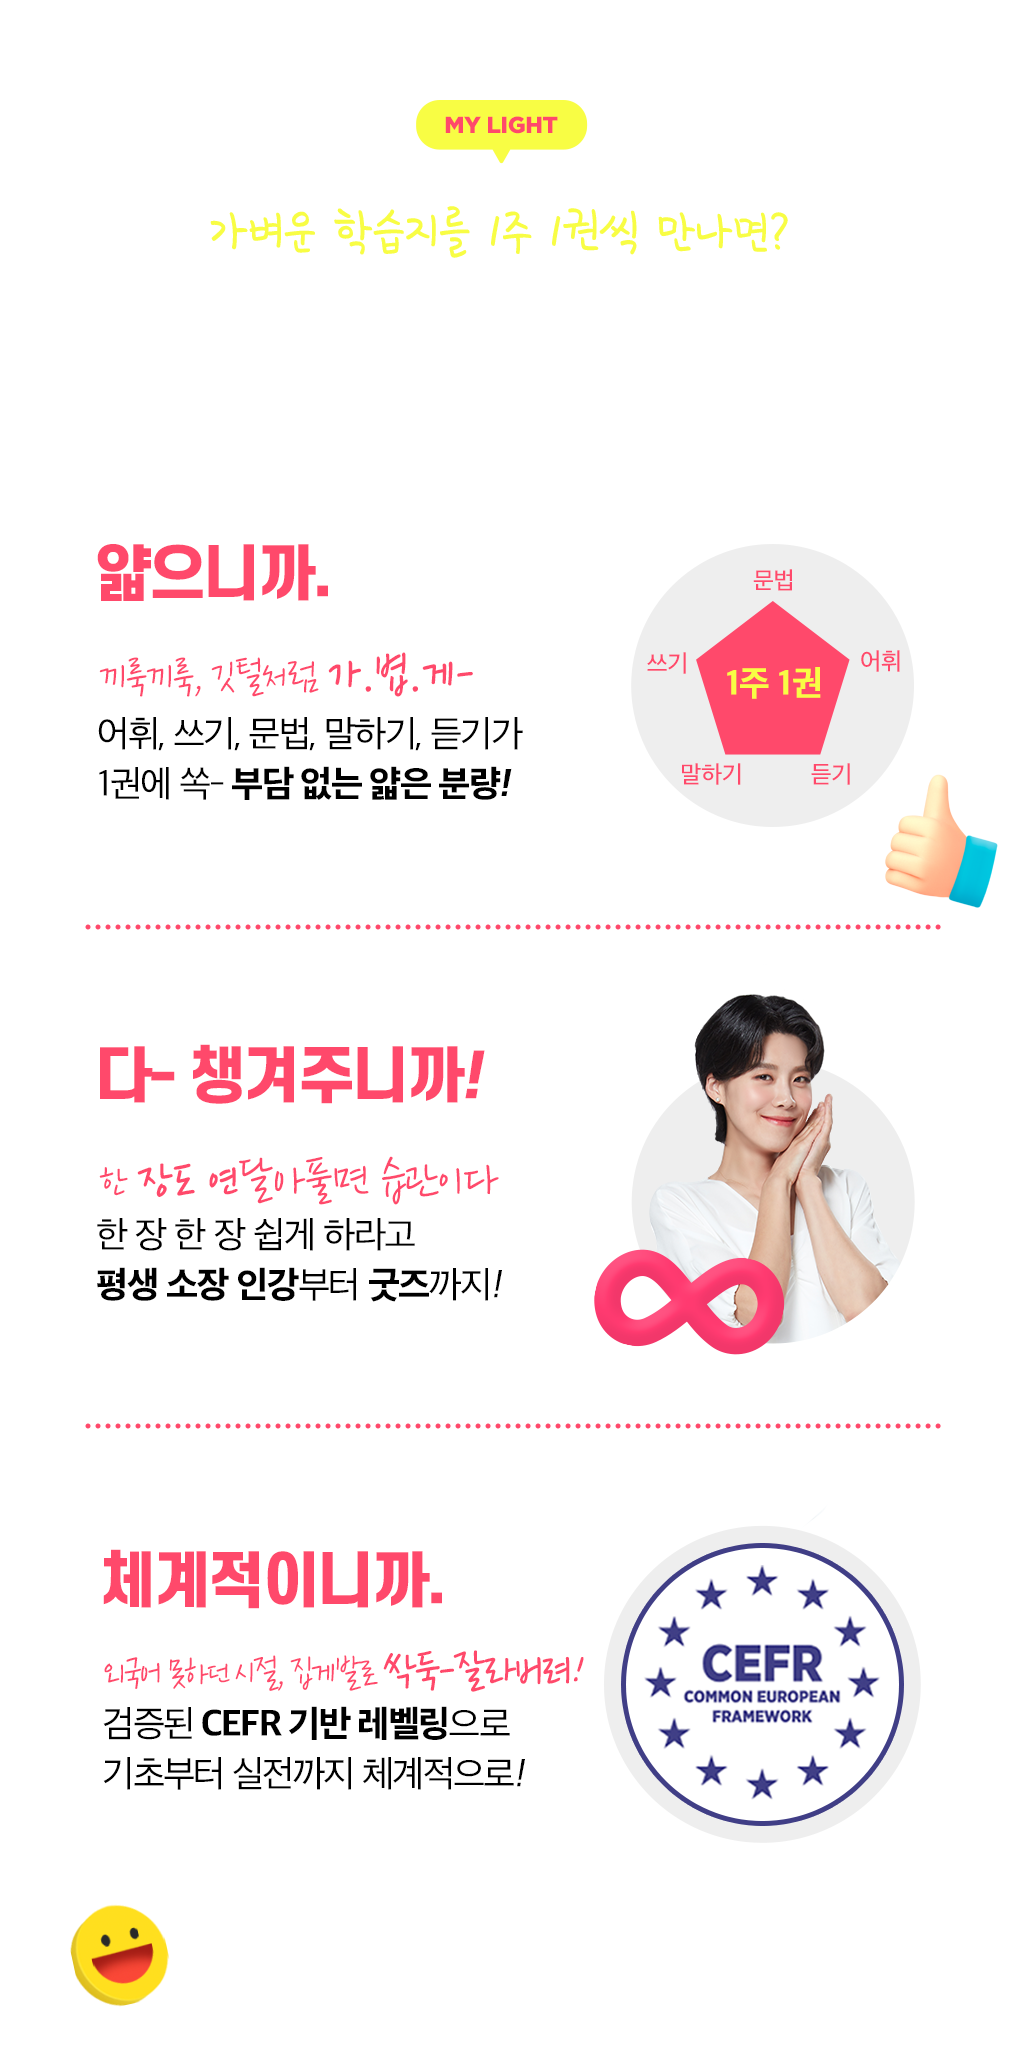 MY LIGHT
가벼운 학습지를 1주 1권씩 만나면?
얇으니까.
끼룩끼룩, 깃털처럼 가.볍.게-
어휘, 쓰기, 문법, 말하기, 듣기가
1권에 쏙- 부담 없는 얇은 분량!
문법
쓰기
어휘
1주 1권
말하기
듣기
다- 챙겨주니까!
한 장도 연달아풀면 습관이다
한 장 한 장 쉽게 하라고
평생 소장 인강부터 굿즈까지!
체계적이니까.
외국어 못하던 시절, 집게발로 싹둑-잘라버려!
검증된 CEFR 기반 레벨링으로
기초부터 실전까지 체계적으로!
CEFR
COMMON EUROPEAN
FRAMEWORK